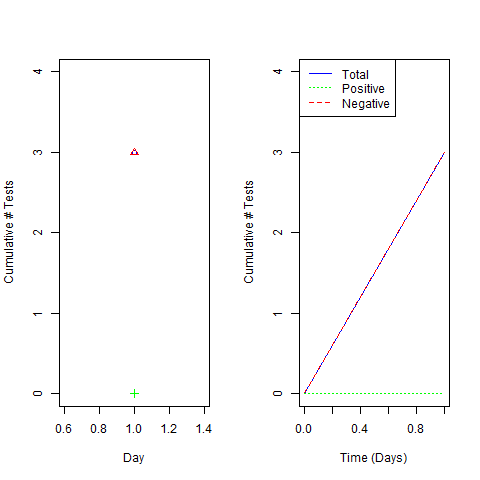 Cumulative # Tests
4
3
2
1
0
0.6 0.8 1.0 1.2 1.4
Day
Cumulative # Tests
4
3
2
1
0
Total
Positive
Negative
0.0 0.4 0.8
Time (Days)